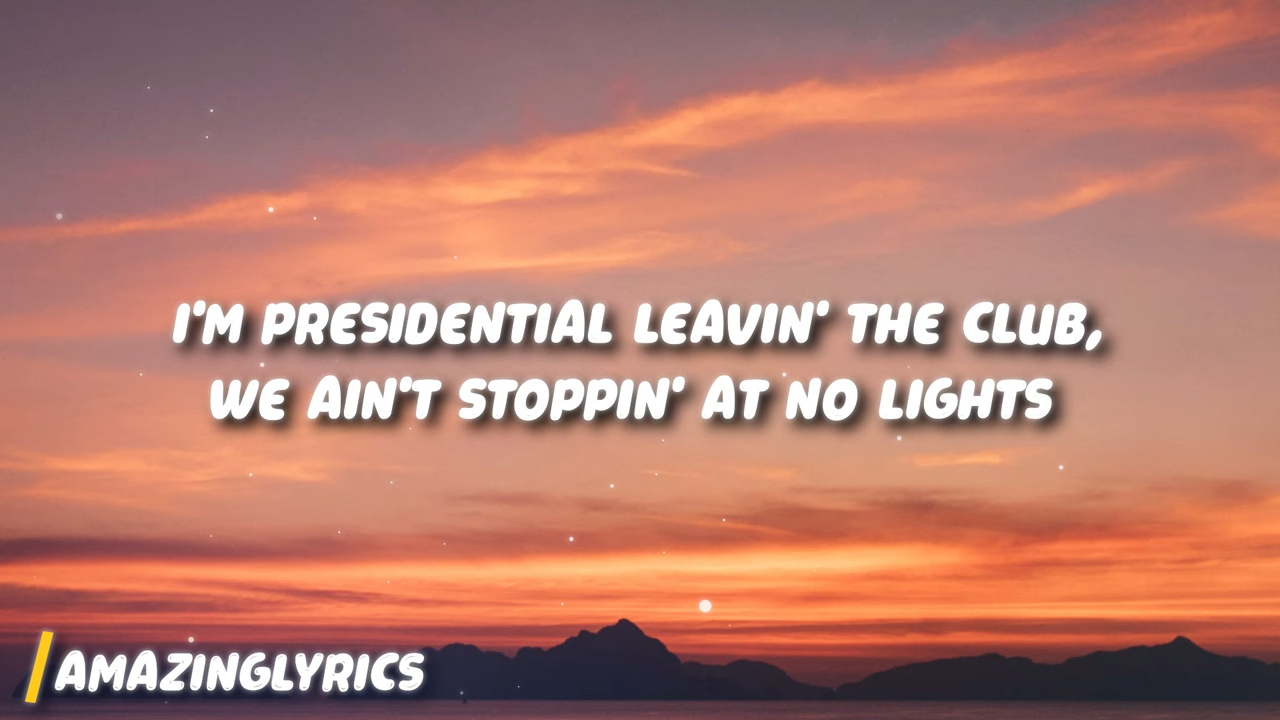 I'M PRESIDENTIAL LEAVIN' THE CLUB,
WE AIN'T STOPPIN' AT NO LIGHTS
AMAZINGLYRICS